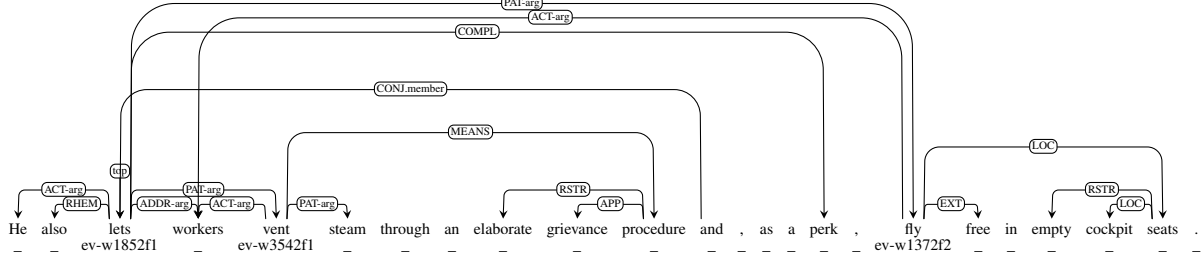 PAT-arg
ACT-arg
COMPL
CONJ.member
MEANS
LOC
top
ACT-arg PAT-arg RSTR RSTR
RHEM ADDR-arg ACT-arg PAT-arg APP EXT LOC
He also lets workers vent steam through an elaborate grievance procedure and , as a perk , fly free in empty cockpit seats .
_ _ ev-w1852f1 _ ev-w3542f1 _ _ _ _ _ _ _ _ _ _ _ _ ev-w1372f2 _ _ _ _ _ _